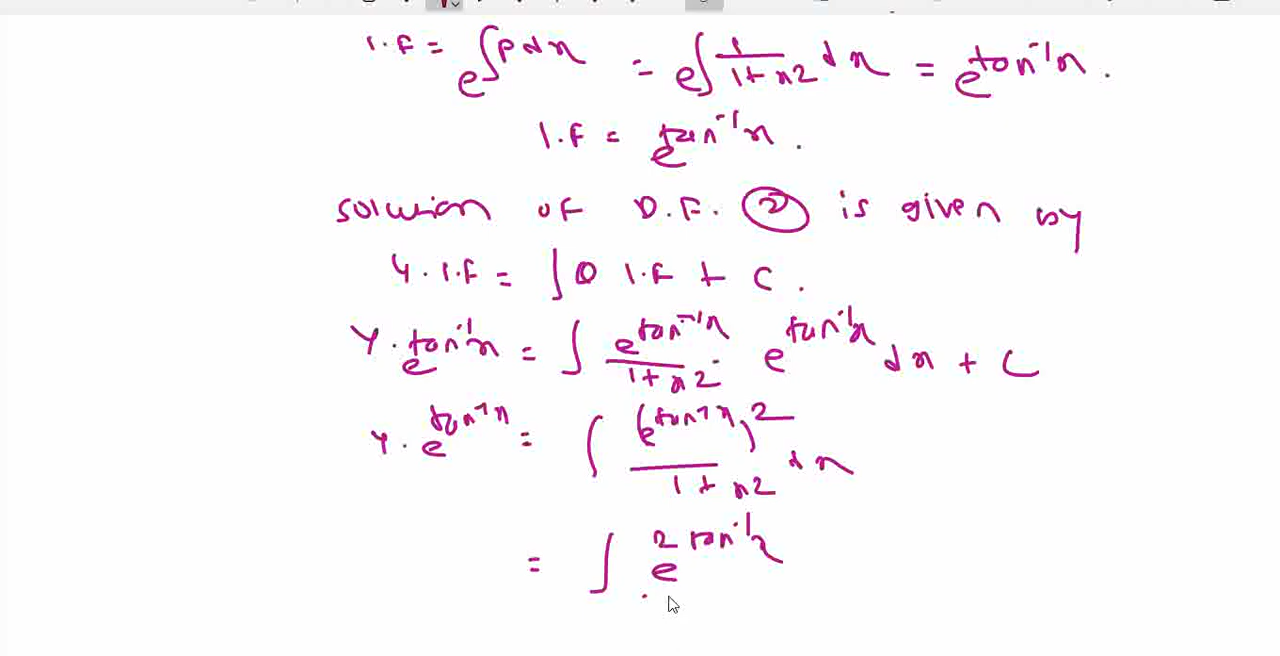 I.F = e^∫Pdx = e^∫ 1/(1+x2) dx = e^tan^-1x .
I.F = e^tan^-1x .
solution of D.E. ② is given by
y. I.F = ∫ Q I.F + C .
y. e^tan^-1x = ∫ e^tan^-1x/(1+x2) e^tan^-1x dx + C
y. e^tan^-1x = ∫ (e^tan^-1x)^2/(1+x2) dx
= ∫ e^2tan^-1x